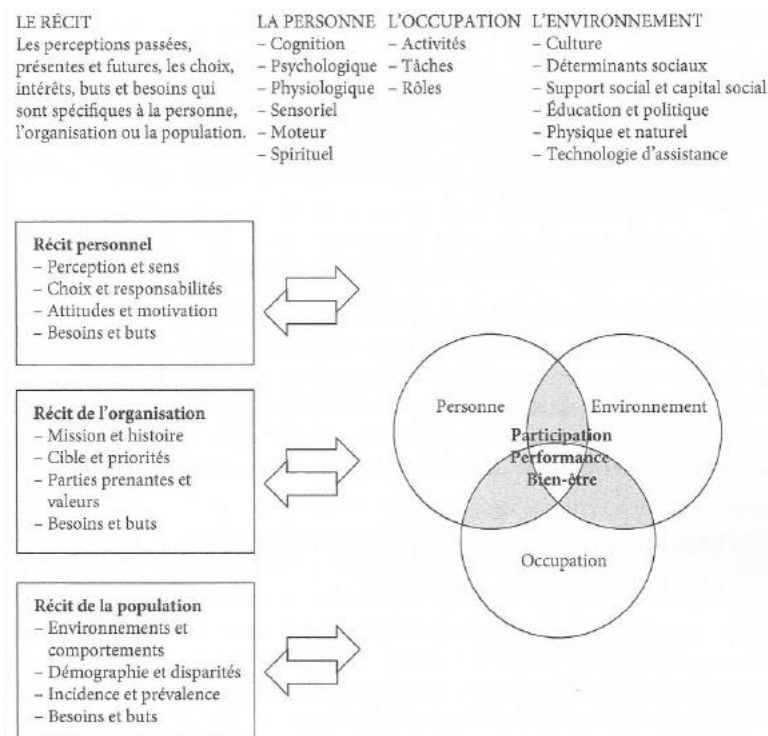 LE RÉCIT
Les perceptions passées,
présentes et futures, les choix,
intérêts, buts et besoins qui
sont spécifiques à la personne,
l'organisation ou la population.
LA PERSONNE
– Cognition
– Psychologique
– Physiologique
– Sensoriel
– Moteur
– Spirituel
L'OCCUPATION
– Activités
– Tâches
– Rôles
L'ENVIRONNEMENT
– Culture
– Déterminants sociaux
– Support social et capital social
– Éducation et politique
– Physique et naturel
– Technologie d'assistance
Récit personnel
– Perception et sens
– Choix et responsabilités
– Attitudes et motivation
– Besoins et buts
Récit de l'organisation
– Mission et histoire
– Cible et priorités
– Parties prenantes et
valeurs
– Besoins et buts
Récit de la population
– Environnements et
comportements
– Démographie et disparités
– Incidence et prévalence
– Besoins et buts
Personne
Environnement
Participation
Performance
Bien-être
Occupation